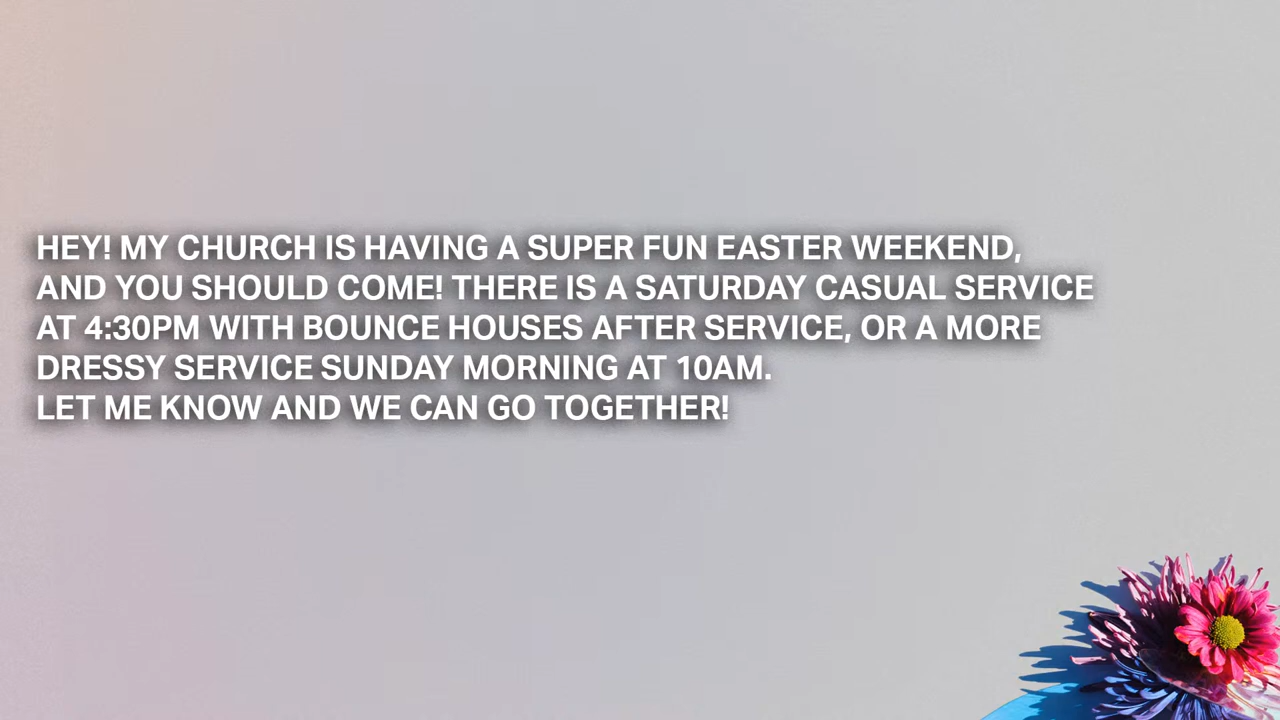 HEY! MY CHURCH IS HAVING A SUPER FUN EASTER WEEKEND,
AND YOU SHOULD COME! THERE IS A SATURDAY CASUAL SERVICE
AT 4:30PM WITH BOUNCE HOUSES AFTER SERVICE, OR A MORE
DRESSY SERVICE SUNDAY MORNING AT 10AM.
LET ME KNOW AND WE CAN GO TOGETHER!